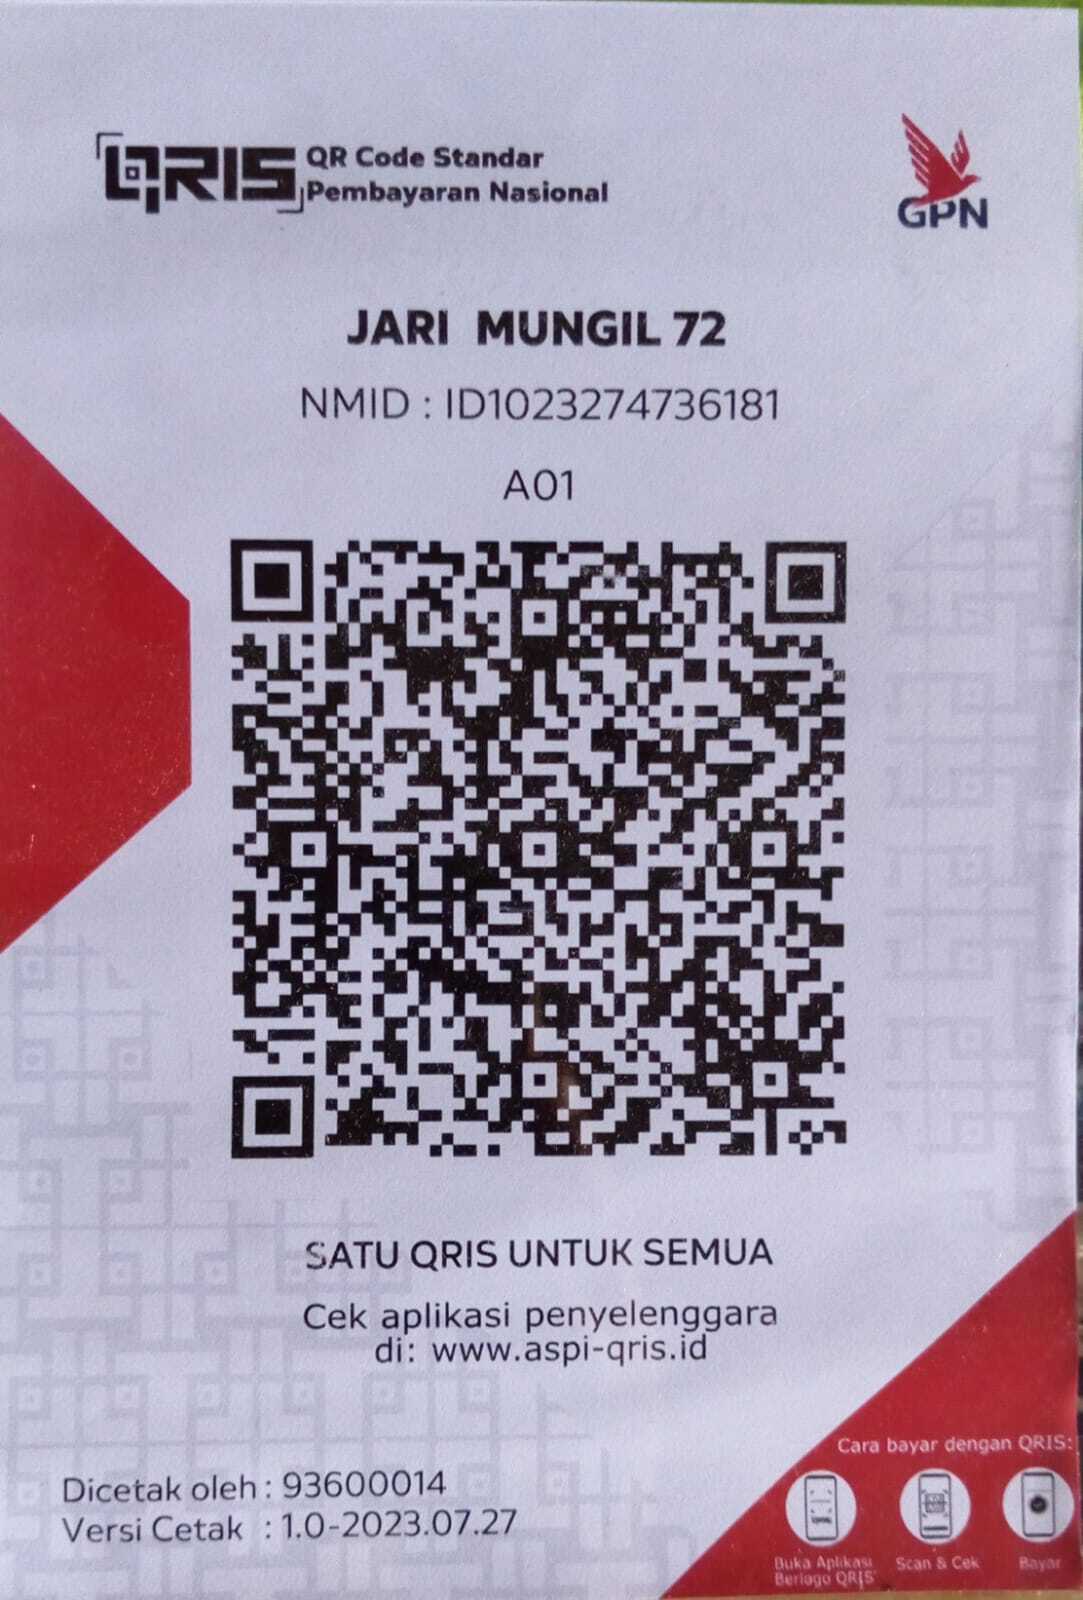 QRIS QR Code Standar
Pembayaran Nasional
GPN
JARI MUNGIL 72
NMID : ID1023274736181
A01
SATU QRIS UNTUK SEMUA
Cek aplikasi penyelenggara
di: www.aspi-qris.id
Dicetak oleh : 93600014
Versi Cetak : 1.0-2023.07.27
Cara bayar dengan QRIS:
Buka Aplikasi
Berlogo QRIS
Scan & Cek
Bayar